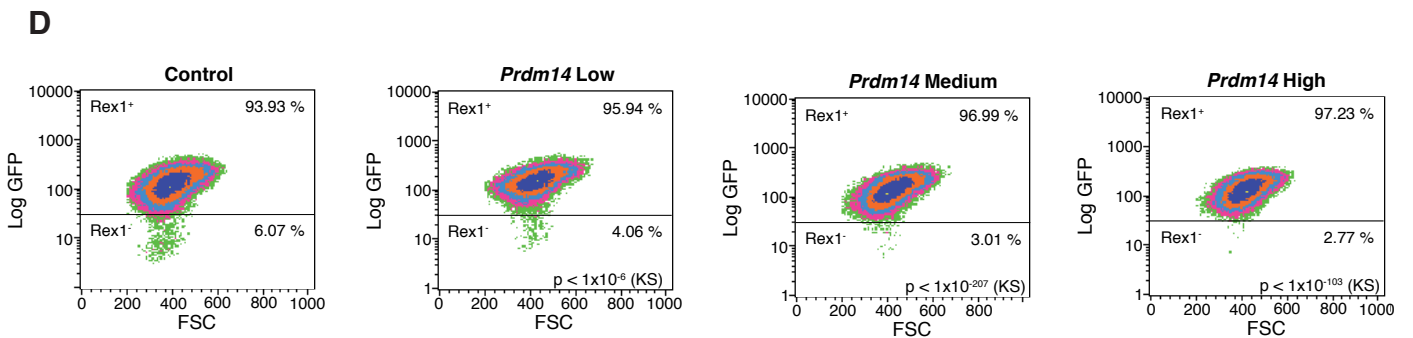 D
Control
10000
1000
100
10
Rex1⁺ 93.93 %
Rex1⁻ 6.07 %
0 200 400 600 800 1000
FSC
Log GFP
Prdm14 Low
10000
1000
100
10
1
Rex1⁺ 95.94 %
Rex1⁻ 4.06 %
p < 1x10⁻⁶ (KS)
0 200 400 600 800 1000
FSC
Log GFP
Prdm14 Medium
10000
1000
100
10
1
Rex1⁺ 96.99 %
Rex1⁻ 3.01 %
p < 1x10⁻²⁰⁷ (KS)
0 200 400 600 800
FSC
Log GFP
Prdm14 High
10000
1000
100
10
1
Rex1⁺ 97.23 %
Rex1⁻ 2.77 %
p < 1x10⁻¹⁰³ (KS)
0 200 400 600 800 1000
FSC
Log GFP